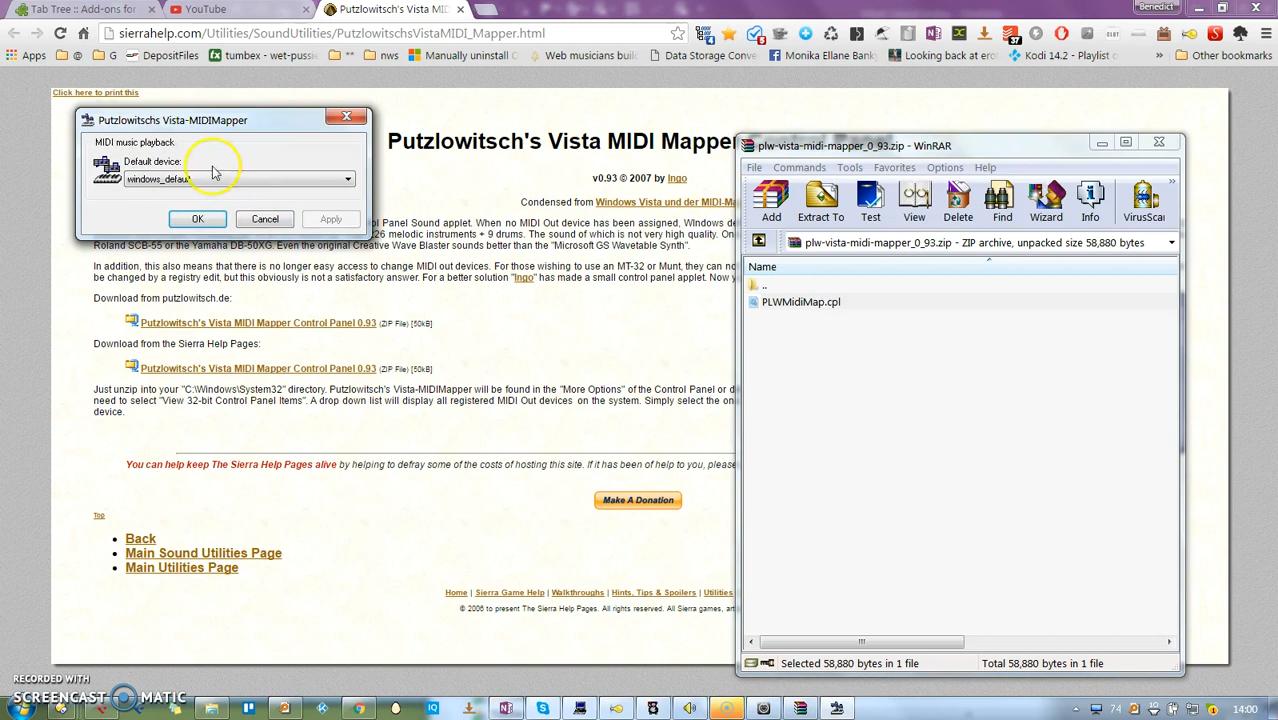 Tab Tree :: Add-ons for
YouTube
Putzlowitsch's Vista MID
Benedict
sierrahelp.com/Utilities/SoundUtilities/PutzlowitschsVistaMIDI_Mapper.html
Apps
@
G
DepositFiles
tumbex - wet-puss
nws
Manually uninstall
Web musicians buil
Data Storage Conve
Monika Ellane Bank
Looking back at ero
Kodi 14.2 - Playlist
»
Other bookmarks
Click here to print this
Putzlowitschs Vista-MIDIMapper
MIDI music playback
Default device:
windows_defau
OK
Cancel
Apply
Putzlowitsch's Vista MIDI Mapper Control Panel
v0.93 © 2007 by Ingo
Condensed from Windows Vista und der MIDI-Ma
ntrol Panel Sound applet. When no MIDI Out device has been assigned, WIndows de
26 melodic instruments + 9 drums. The sound of which is not very high quality. On
Roland SCB-55 or the Yamaha DB-50XG. Even the original Creative Wave Blaster sounds better than the "Microsoft GS Wavetable Synth".
In addition, this also means that there is no longer easy access to change MIDI out devices. For those wishing to use an MT-32 or Munt, they can no
be changed by a registry edit, but this obviously is not a satisfactory answer. For a better solution "Ingo" has made a small control panel applet. Now y
Download from putzlowitsch.de:
Putzlowitsch's Vista MIDI Mapper Control Panel 0.93 (ZIP File) [50kB]
Download from the Sierra Help Pages:
Putzlowitsch's Vista MIDI Mapper Control Panel 0.93 (ZIP File) [50kB]
Just unzip into your "C:\Windows\System32" directory. Putzlowitsch's Vista-MIDIMapper will be found in the "More Options" of the Control Panel or d
need to select "View 32-bit Control Panel Items". A drop down list will display all registered MIDI Out devices on the system. Simply select the on
device.
You can help keep The Sierra Help Pages alive by helping to defray some of the costs of hosting this site. If it has been of help to you, please
Make A Donation
Top
Back
Main Sound Utilities Page
Main Utilities Page
Home | Sierra Game Help | Walkthroughs | Hints, Tips & Spoilers | Utilities
© 2006 to present The Sierra Help Pages. All rights reserved. All Sierra games, art
plw-vista-midi-mapper_0_93.zip - WinRAR
File Commands Tools Favorites Options Help
Add Extract To Test View Delete Find Wizard Info VirusScan
plw-vista-midi-mapper_0_93.zip - ZIP archive, unpacked size 58,880 bytes
Name
..
PLWMidiMap.cpl
Selected 58,880 bytes in 1 file
Total 58,880 bytes in 1 file
RECORDED WITH
SCREENCAST MATIC
IQ
74
14:00